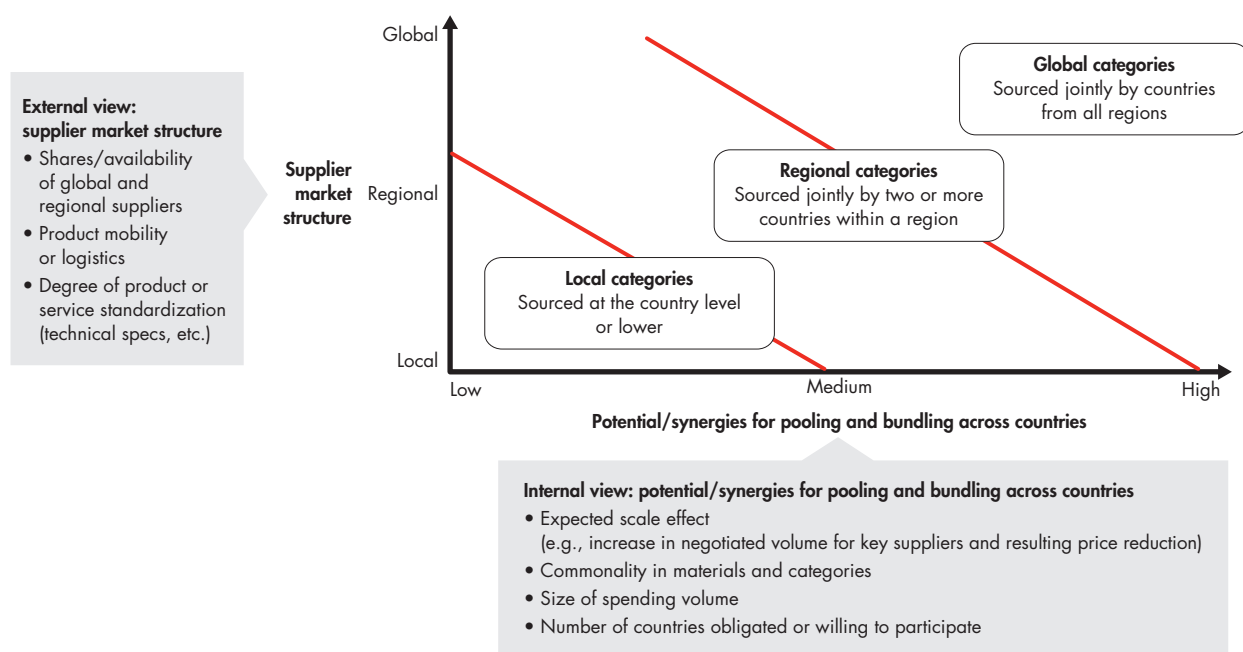 Global
Global categories
Sourced jointly by countries
from all regions
External view:
supplier market structure
• Shares/availability
of global and
regional suppliers
• Product mobility
or logistics
• Degree of product or
service standardization
(technical specs, etc.)
Supplier
market
structure
Regional
Regional categories
Sourced jointly by two or more
countries within a region
Local categories
Sourced at the country level
or lower
Local
Low
Medium
High
Potential/synergies for pooling and bundling across countries
Internal view: potential/synergies for pooling and bundling across countries
• Expected scale effect
(e.g., increase in negotiated volume for key suppliers and resulting price reduction)
• Commonality in materials and categories
• Size of spending volume
• Number of countries obligated or willing to participate